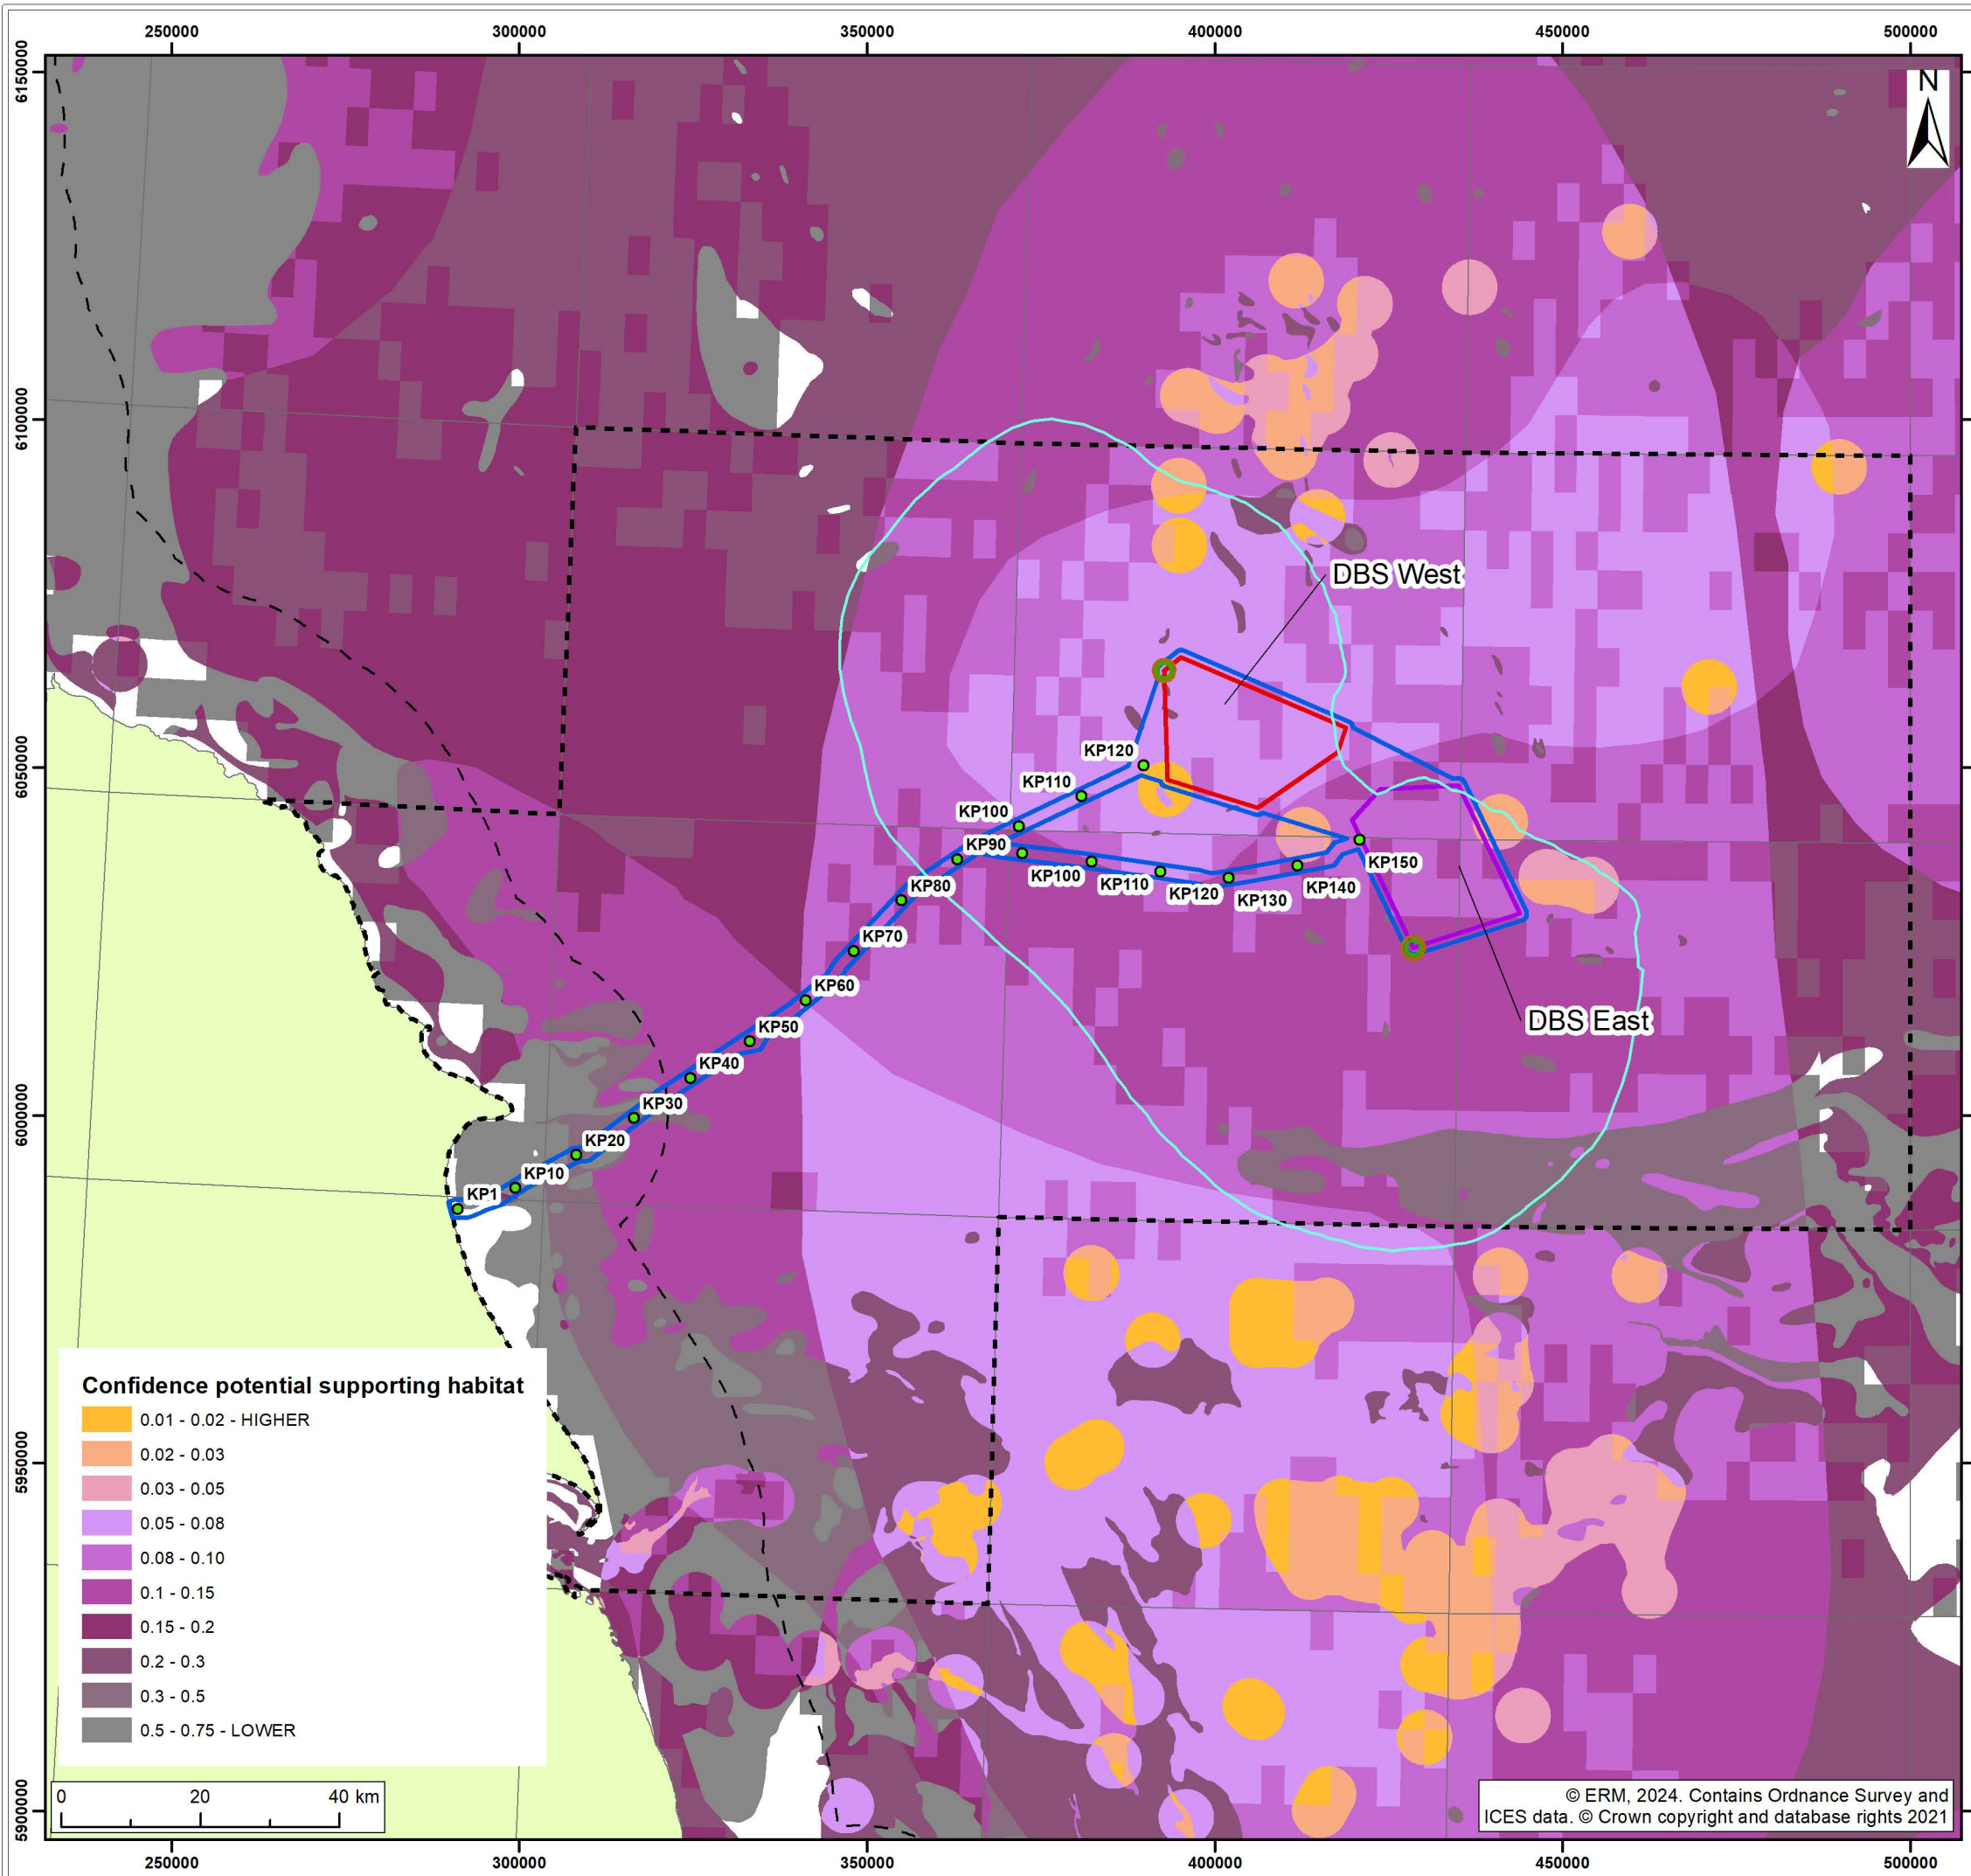 250000 300000 350000 400000 450000 500000
6150000
6100000
6050000
6000000
5950000
5900000
N
DBS West
KP120
KP110
KP100
KP90
KP80
KP100
KP110
KP120
KP130
KP140
KP150
KP70
KP60
KP50
KP40
KP30
KP20
KP10
KP1
DBS East
Confidence potential supporting habitat
0.01 - 0.02 - HIGHER
0.02 - 0.03
0.03 - 0.05
0.05 - 0.08
0.08 - 0.10
0.1 - 0.15
0.15 - 0.2
0.2 - 0.3
0.3 - 0.5
0.5 - 0.75 - LOWER
0 20 40 km
© ERM, 2024. Contains Ordnance Survey and
ICES data. © Crown copyright and database rights 2021
250000 300000 350000 400000 450000 500000